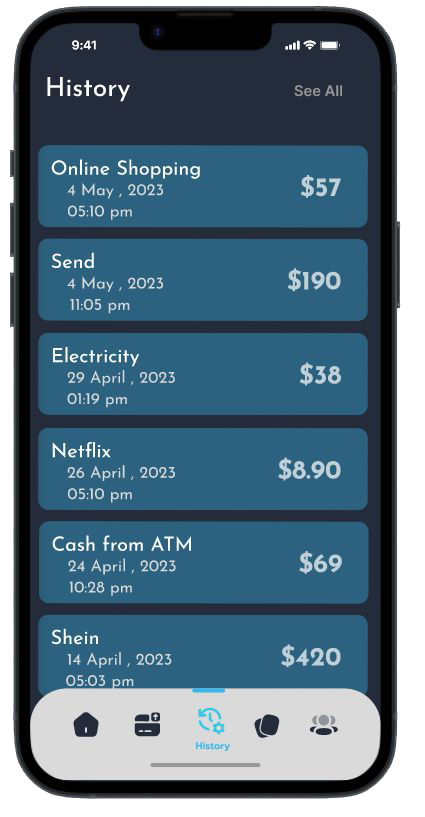 9:41
History
See All
Online Shopping
4 May , 2023
05:10 pm
$57
Send
4 May , 2023
11:05 pm
$190
Electricity
29 April , 2023
01:19 pm
$38
Netflix
26 April , 2023
05:10 pm
$8.90
Cash from ATM
24 April , 2023
10:28 pm
$69
Shein
14 April , 2023
05:03 pm
$420
History